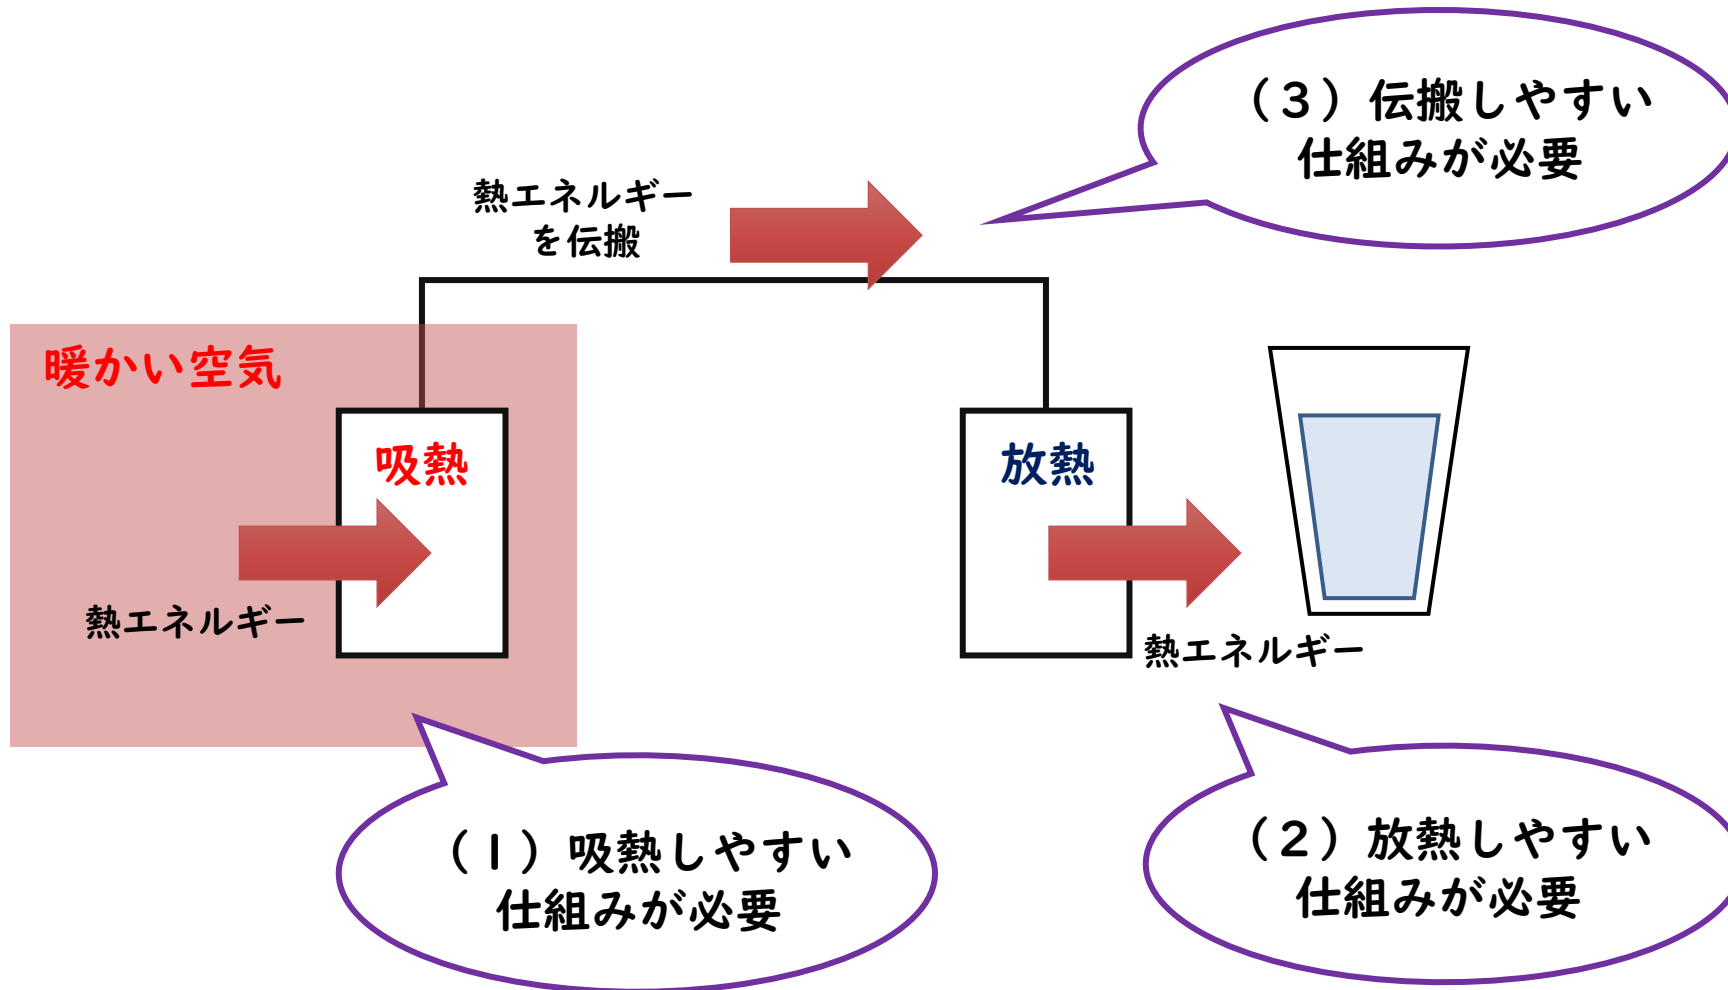 （3）伝搬しやすい
仕組みが必要
熱エネルギー
を伝搬
暖かい空気
吸熱
放熱
熱エネルギー
熱エネルギー
（1）吸熱しやすい
仕組みが必要
（2）放熱しやすい
仕組みが必要